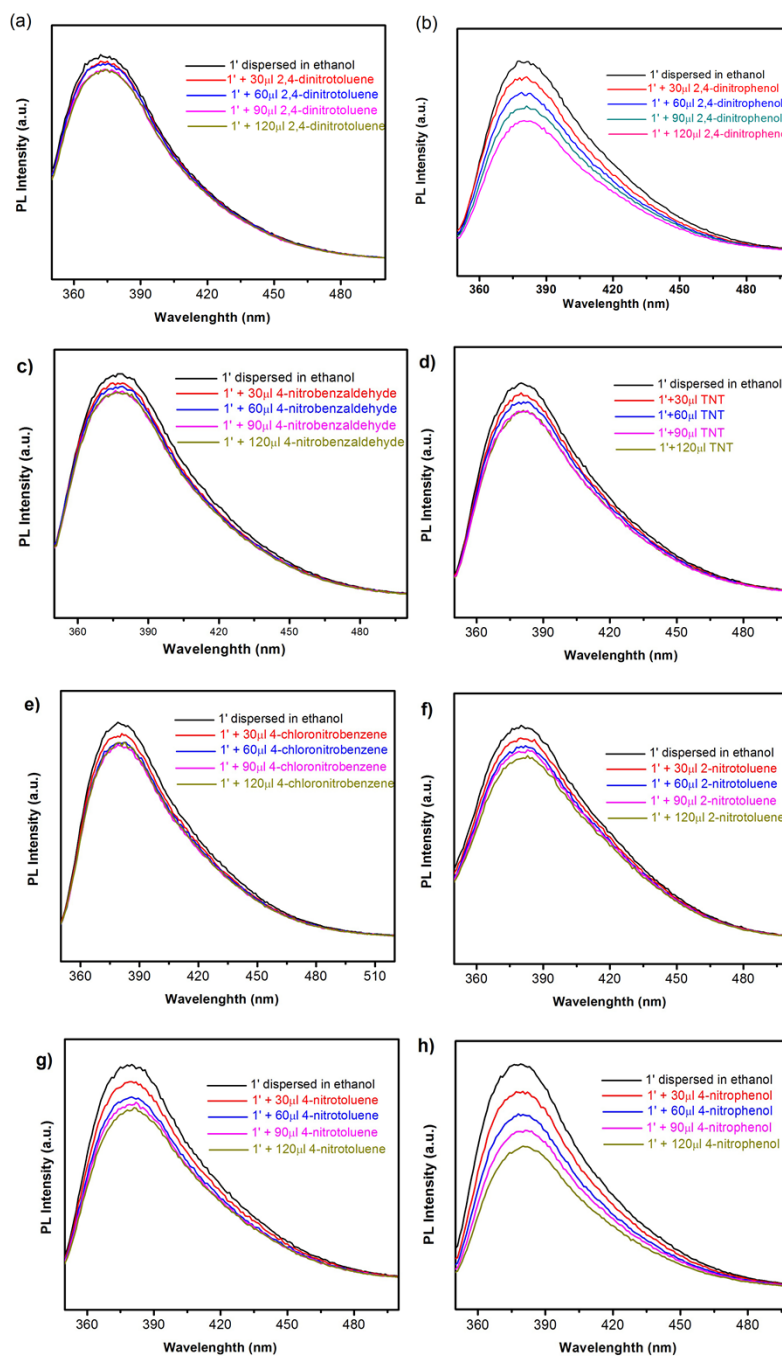 (a)
1' dispersed in ethanol
1' + 30µl 2,4-dinitrotoluene
1' + 60µl 2,4-dinitrotoluene
1' + 90µl 2,4-dinitrotoluene
1' + 120µl 2,4-dinitrotoluene
PL Intensity (a.u.)
360 390 420 450 480
Wavelenghth (nm)
(b)
1' dispersed in ethanol
1' + 30µl 2,4-dinitrophenol
1' + 60µl 2,4-dinitrophenol
1' + 90µl 2,4-dinitrophenol
1' + 120µl 2,4-dinitrophenol
PL Intensity (a.u.)
360 390 420 450 480
Wavelenghth (nm)
c)
1' dispersed in ethanol
1' + 30µl 4-nitrobenzaldehyde
1' + 60µl 4-nitrobenzaldehyde
1' + 90µl 4-nitrobenzaldehyde
1' + 120µl 4-nitrobenzaldehyde
PL Intensity (a.u.)
360 390 420 450 480
Wavelenghth (nm)
d)
1' dispersed in ethanol
1'+30µl TNT
1'+60µl TNT
1'+90µl TNT
1'+120µl TNT
PL Intensity (a.u.)
360 390 420 450 480
Wavelenghth (nm)
e)
1' dispersed in ethanol
1' + 30µl 4-chloronitrobenzene
1' + 60µl 4-chloronitrobenzene
1' + 90µl 4-chloronitrobenzene
1' + 120µl 4-chloronitrobenzene
PL Intensity (a.u.)
360 390 420 450 480 510
Wavelenghth (nm)
f)
1' dispersed in ethanol
1' + 30µl 2-nitrotoluene
1' + 60µl 2-nitrotoluene
1' + 90µl 2-nitrotoluene
1' + 120µl 2-nitrotoluene
PL Intensity (a.u.)
360 390 420 450 480
Wavelenghth (nm)
g)
1' dispersed in ethanol
1' + 30µl 4-nitrotoluene
1' + 60µl 4-nitrotoluene
1' + 90µl 4-nitrotoluene
1' + 120µl 4-nitrotoluene
PL Intensity (a.u.)
360 390 420 450 480
Wavelenghth (nm)
h)
1' dispersed in ethanol
1' + 30µl 4-nitrophenol
1' + 60µl 4-nitrophenol
1' + 90µl 4-nitrophenol
1' + 120µl 4-nitrophenol
PL Intensity (a.u.)
360 390 420 450 480
Wavelenghth (nm)